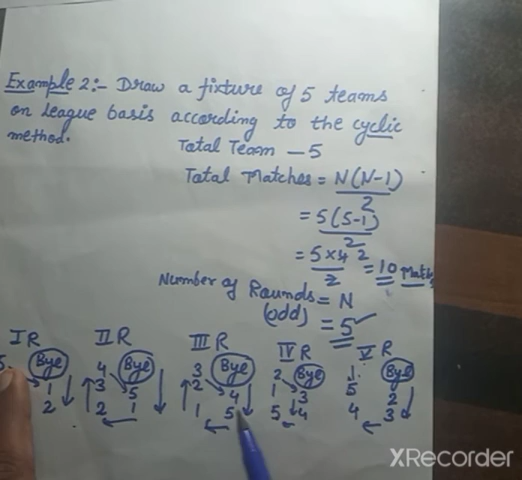 Example 2:- Draw a fixture of 5 teams
on League basis according to the cyclic
method.
Total Team - 5
Total Matches = N(N-1)
2
= 5(5-1)
2
= 5×4 2
2
= 10 Match
Number of Rounds = N
(odd) = 5 ✓
I R II R III R IV R V R
5 Bye 4 Bye 3 Bye 2 Bye 1 Bye
1 3 5 2 4 1 3 5 2
2 2 1 1 5 5 4 4 3
XRecorder